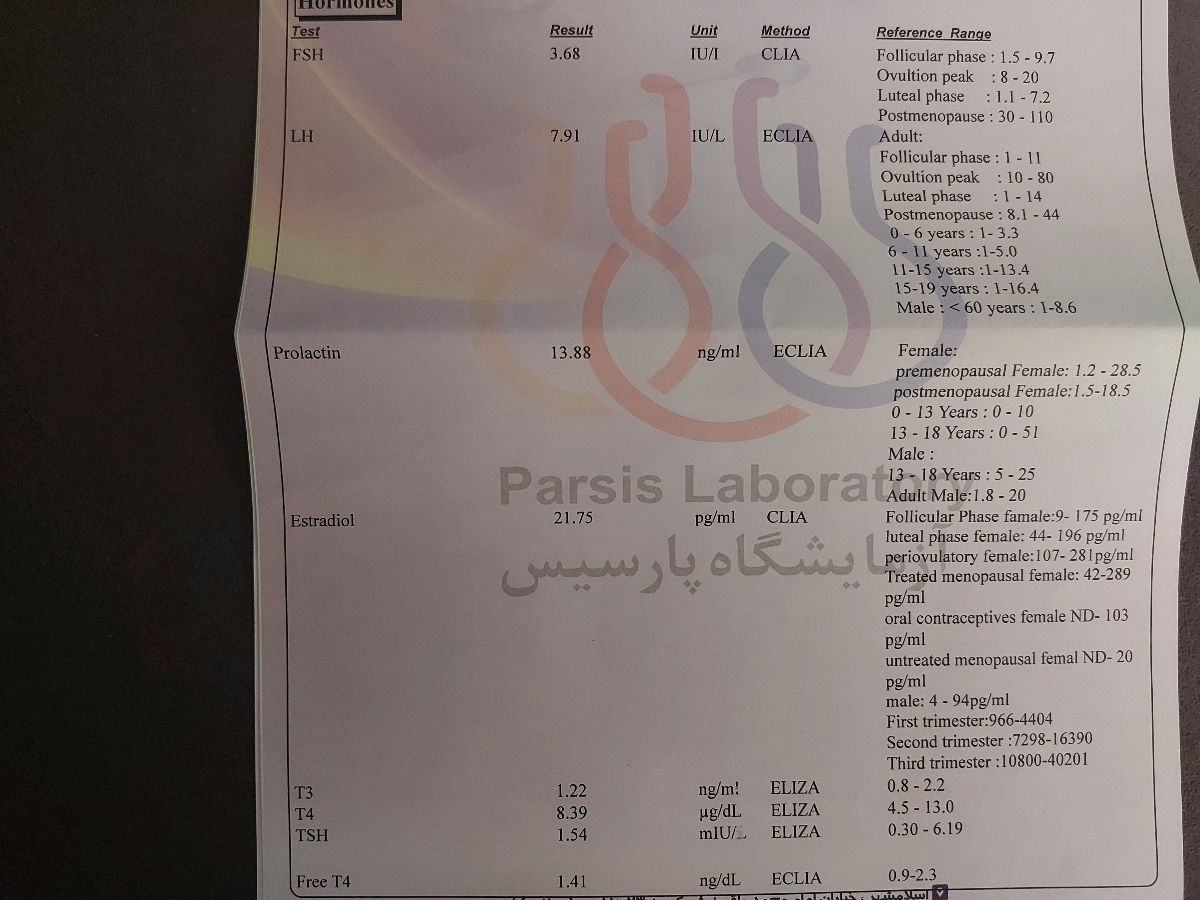 Hormones
Test Result Unit Method Reference Range
FSH 3.68 IU/I CLIA Follicular phase : 1.5 - 9.7
Ovultion peak : 8 - 20
Luteal phase : 1.1 - 7.2
Postmenopause : 30 - 110
LH 7.91 IU/L ECLIA Adult:
Follicular phase : 1 - 11
Ovultion peak : 10 - 80
Luteal phase : 1 - 14
Postmenopause : 8.1 - 44
0 - 6 years : 1- 3.3
6 - 11 years :1-5.0
11-15 years :1-13.4
15-19 years : 1-16.4
Male : < 60 years : 1-8.6
Prolactin 13.88 ng/ml ECLIA Female:
premenopausal Female: 1.2 - 28.5
postmenopausal Female:1.5-18.5
0 - 13 Years : 0 - 10
13 - 18 Years : 0 - 51
Male :
13 - 18 Years : 5 - 25
Adult Male:1.8 - 20
Parsis Laboratory
آزمایشگاه پارسیس
Estradiol 21.75 pg/ml CLIA Follicular Phase famale:9- 175 pg/ml
luteal phase female: 44- 196 pg/ml
periovulatory female:107- 281pg/ml
Treated menopausal female: 42-289
pg/ml
oral contraceptives female ND- 103
pg/ml
untreated menopausal femal ND- 20
pg/ml
male: 4 - 94pg/ml
First trimester:966-4404
Second trimester :7298-16390
Third trimester :10800-40201
T3 1.22 ng/ml ELIZA 0.8 - 2.2
T4 8.39 µg/dL ELIZA 4.5 - 13.0
TSH 1.54 mIU/L ELIZA 0.30 - 6.19
Free T4 1.41 ng/dL ECLIA 0.9-2.3
اسلامشهر ، خیابان امام